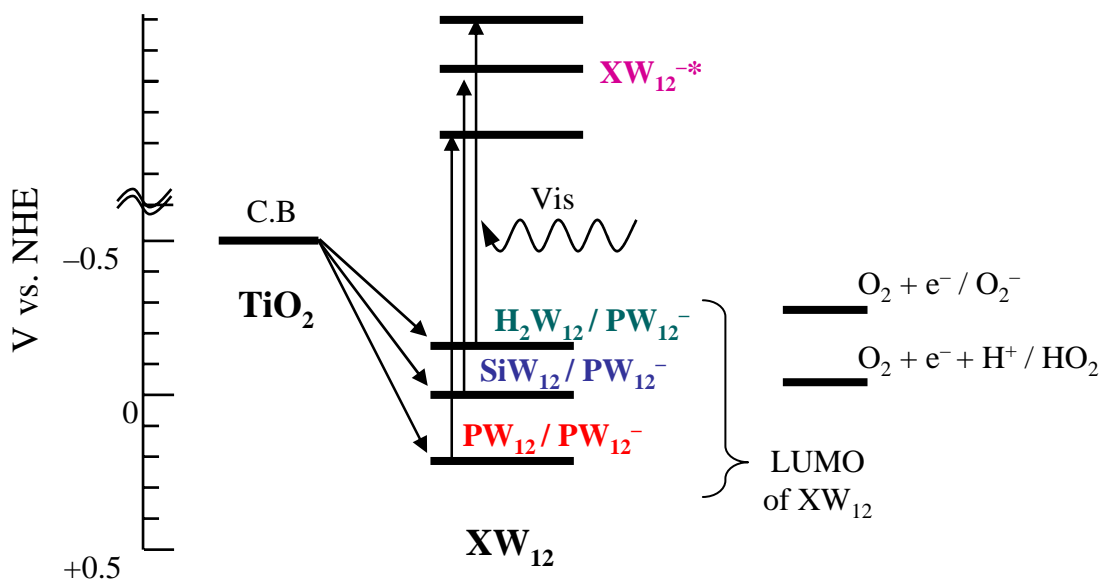 V vs. NHE
–0.5
0
+0.5
C.B
TiO₂
XW₁₂⁻*
Vis
H₂W₁₂ / PW₁₂⁻
SiW₁₂ / PW₁₂⁻
PW₁₂ / PW₁₂⁻
XW₁₂
O₂ + e⁻ / O₂⁻
O₂ + e⁻ + H⁺ / HO₂
LUMO
of XW₁₂